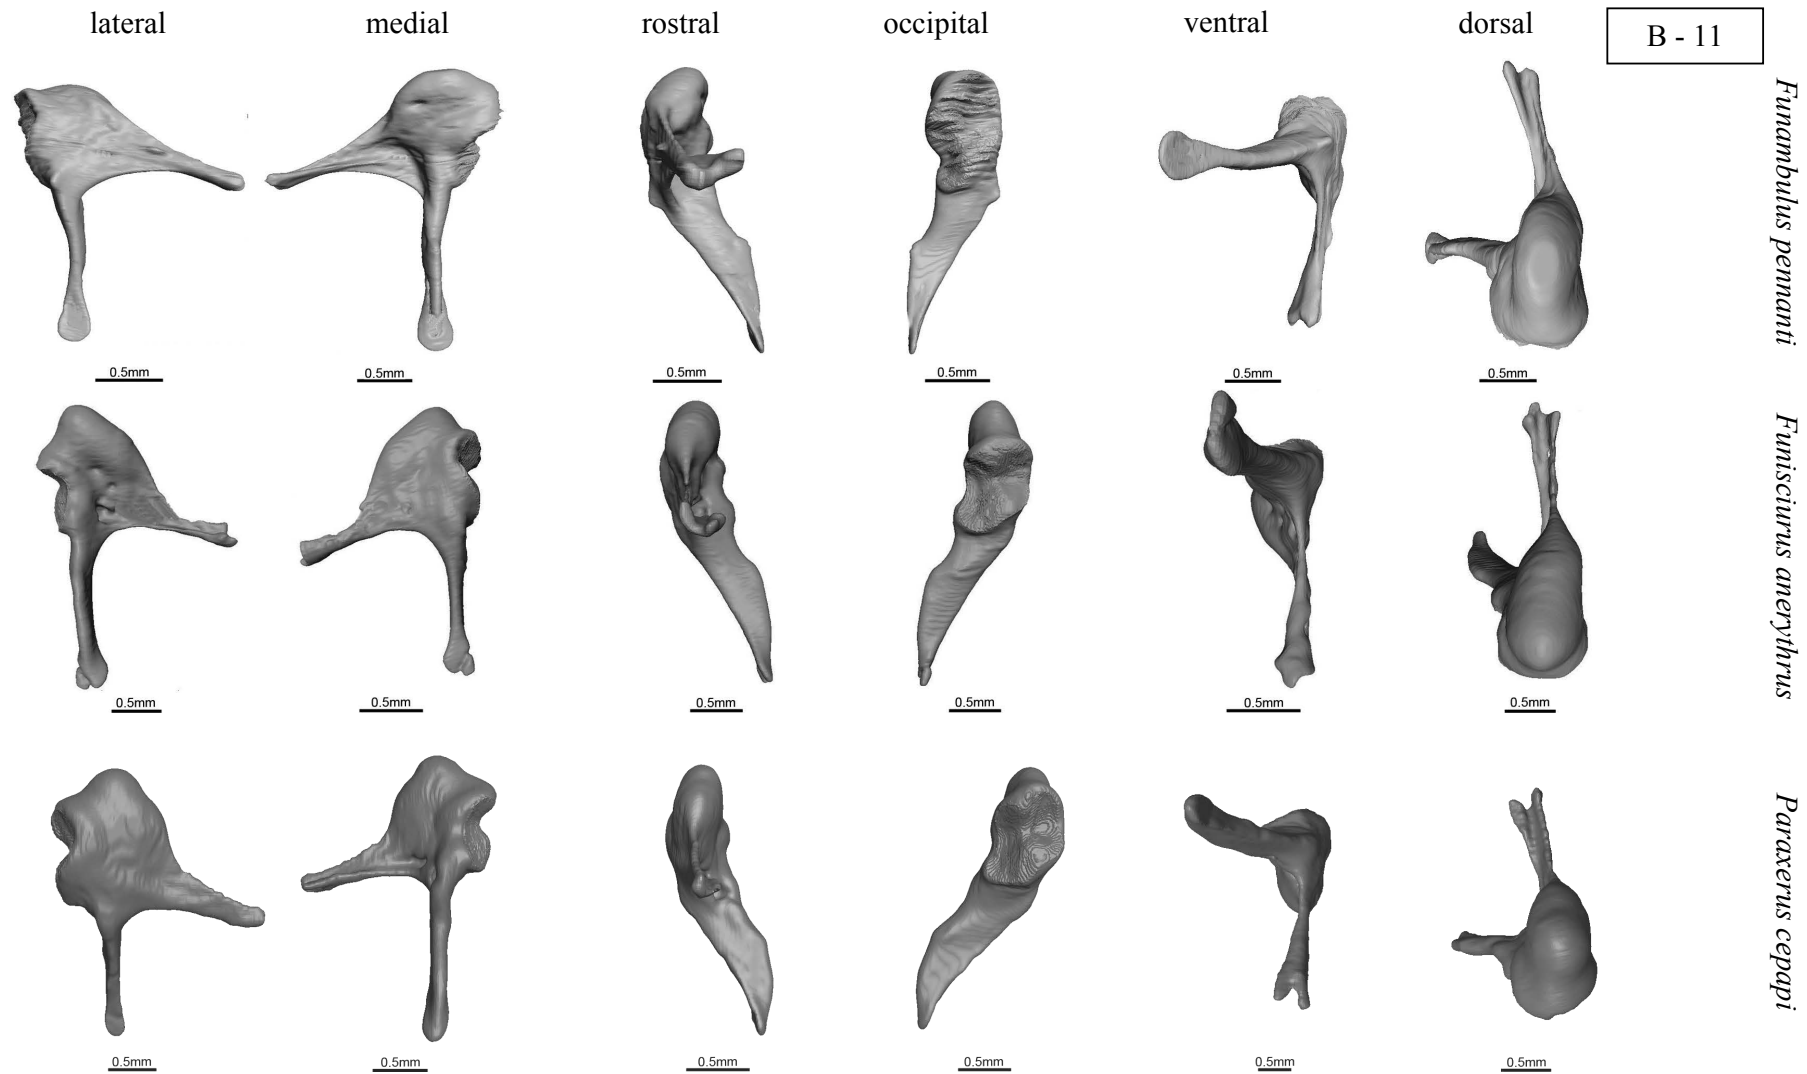 lateral medial rostral occipital ventral dorsal B - 11
Funambulus pennanti
0.5mm 0.5mm 0.5mm 0.5mm 0.5mm 0.5mm
Funisciurus anerythrus
0.5mm 0.5mm 0.5mm 0.5mm 0.5mm 0.5mm
Paraxerus cepapi
0.5mm 0.5mm 0.5mm 0.5mm 0.5mm 0.5mm